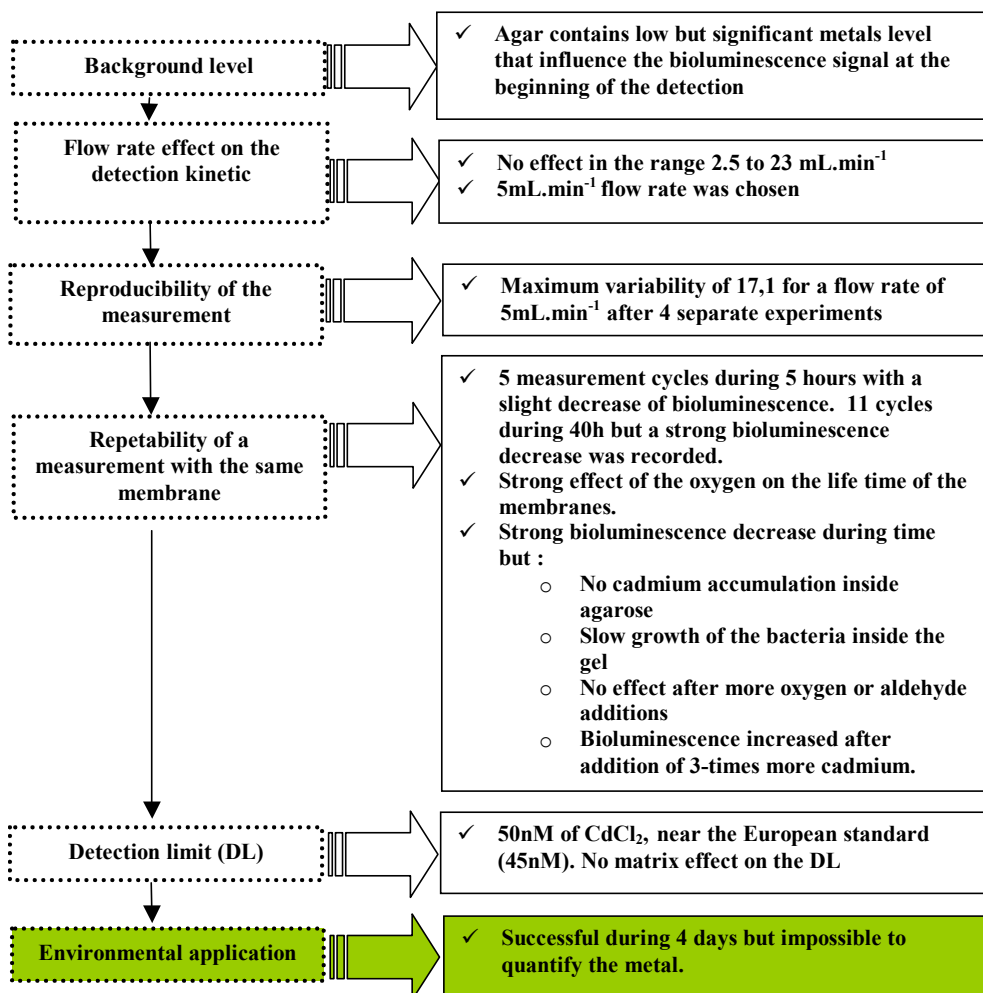 Background level
✓ Agar contains low but significant metals level
that influence the bioluminescence signal at the
beginning of the detection
Flow rate effect on the
detection kinetic
✓ No effect in the range 2.5 to 23 mL.min⁻¹
✓ 5mL.min⁻¹ flow rate was chosen
Reproducibility of the
measurement
✓ Maximum variability of 17,1 for a flow rate of
5mL.min⁻¹ after 4 separate experiments
Repetability of a
measurement with the same
membrane
✓ 5 measurement cycles during 5 hours with a
slight decrease of bioluminescence. 11 cycles
during 40h but a strong bioluminescence
decrease was recorded.
✓ Strong effect of the oxygen on the life time of the
membranes.
✓ Strong bioluminescence decrease during time
but :
o No cadmium accumulation inside
agarose
o Slow growth of the bacteria inside the
gel
o No effect after more oxygen or aldehyde
additions
o Bioluminescence increased after
addition of 3-times more cadmium.
Detection limit (DL)
✓ 50nM of CdCl₂, near the European standard
(45nM). No matrix effect on the DL
Environmental application
✓ Successful during 4 days but impossible to
quantify the metal.